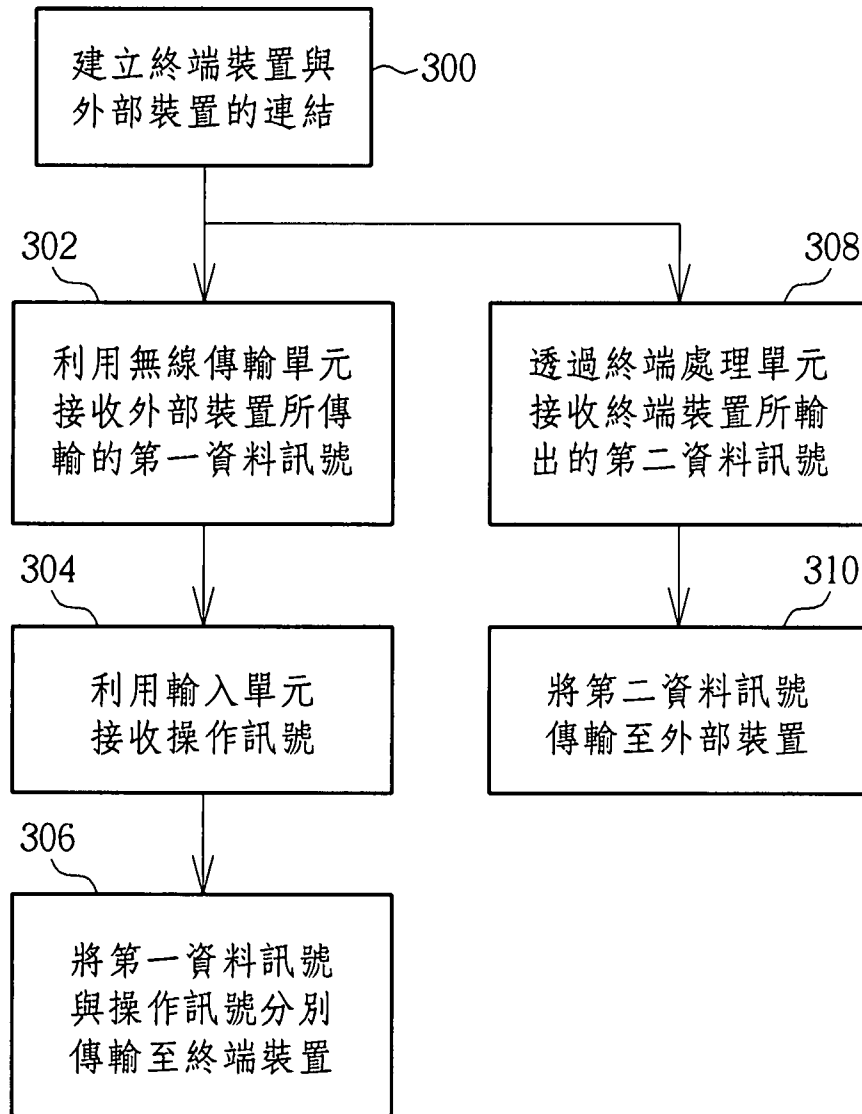 建立終端裝置與
外部裝置的連結
300
302
利用無線傳輸單元
接收外部裝置所傳
輸的第一資料訊號
308
透過終端處理單元
接收終端裝置所輸
出的第二資料訊號
304
利用輸入單元
接收操作訊號
310
將第二資料訊號
傳輸至外部裝置
306
將第一資料訊號
與操作訊號分別
傳輸至終端裝置